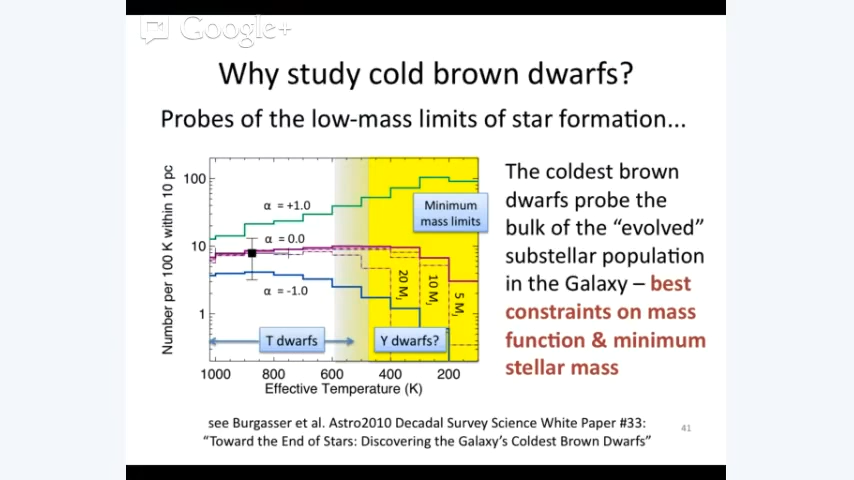 Google+
Why study cold brown dwarfs?
Probes of the low-mass limits of star formation...
Number per 100 K within 10 pc
100
10
1
α = +1.0
α = 0.0
α = -1.0
Minimum
mass limits
20 MJ
10 MJ
5 MJ
T dwarfs
Y dwarfs?
1000 800 600 400 200
Effective Temperature (K)
The coldest brown
dwarfs probe the
bulk of the “evolved”
substellar population
in the Galaxy – best
constraints on mass
function & minimum
stellar mass
see Burgasser et al. Astro2010 Decadal Survey Science White Paper #33:
“Toward the End of Stars: Discovering the Galaxy’s Coldest Brown Dwarfs”
41